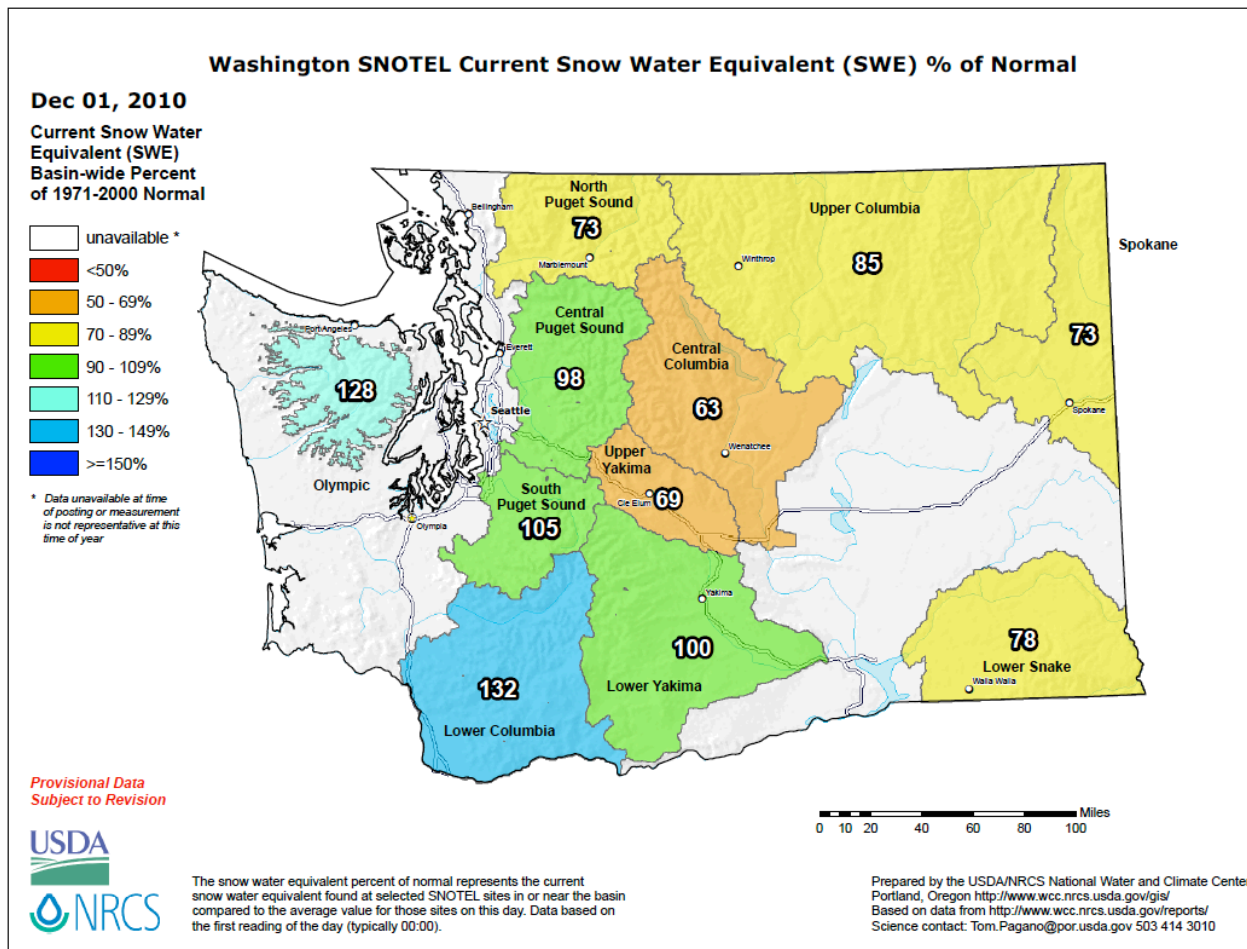 Washington SNOTEL Current Snow Water Equivalent (SWE) % of Normal
Dec 01, 2010
Current Snow Water
Equivalent (SWE)
Basin-wide Percent
of 1971-2000 Normal
unavailable *
<50%
50 - 69%
70 - 89%
90 - 109%
110 - 129%
130 - 149%
>=150%
* Data unavailable at time
of posting or measurement
is not representative at this
time of year
North
Puget Sound
73
Marblemount
Bellingham
Upper Columbia
85
Winthrop
Spokane
73
Spokane
Central
Puget Sound
98
Everett
Central
Columbia
63
Wenatchee
Port Angeles
128
Olympic
Seattle
Upper
Yakima
69
Cle Elum
South
Puget Sound
105
Olympia
Yakima
100
Lower Yakima
132
Lower Columbia
78
Lower Snake
Walla Walla
Provisional Data
Subject to Revision
Miles
0 10 20 40 60 80 100
USDA
NRCS
The snow water equivalent percent of normal represents the current
snow water equivalent found at selected SNOTEL sites in or near the basin
compared to the average value for those sites on this day. Data based on
the first reading of the day (typically 00:00).
Prepared by the USDA/NRCS National Water and Climate Center
Portland, Oregon http://www.wcc.nrcs.usda.gov/gis/
Based on data from http://www.wcc.nrcs.usda.gov/reports/
Science contact: Tom.Pagano@por.usda.gov 503 414 3010